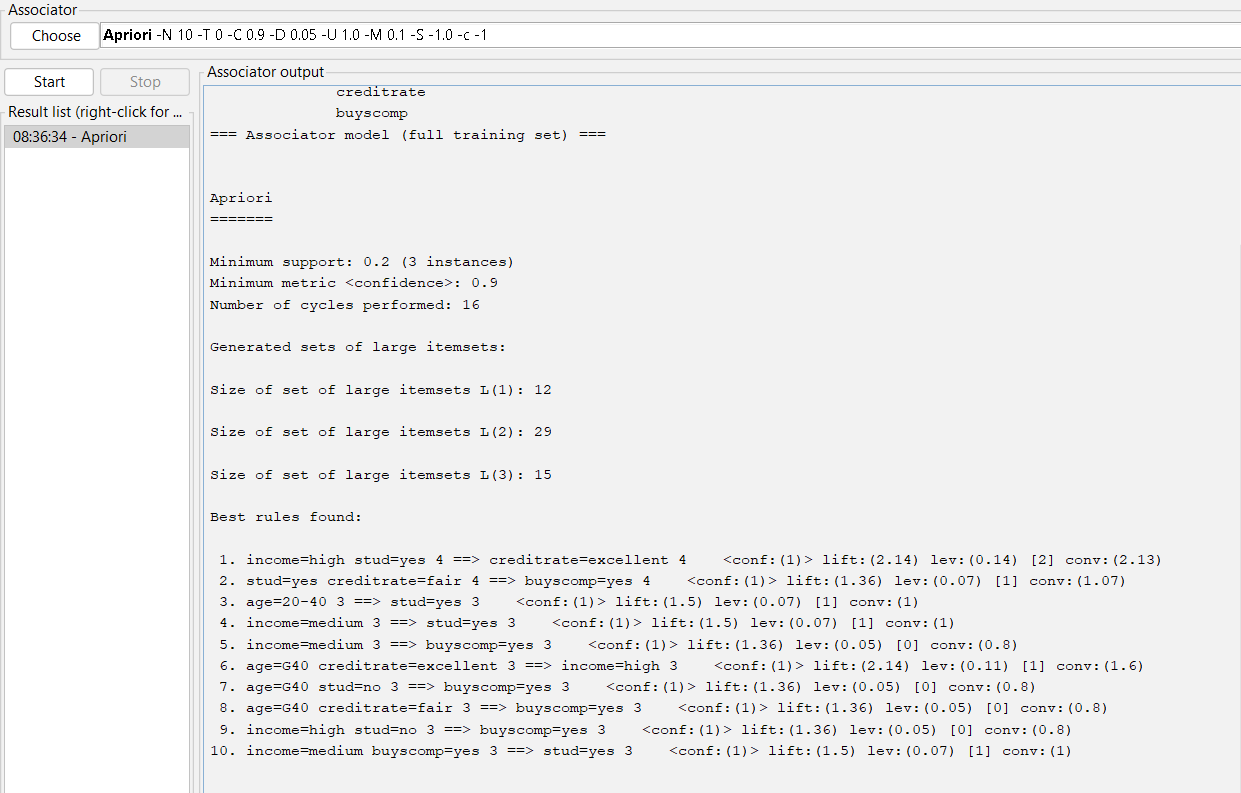 Associator
Choose Apriori -N 10 -T 0 -C 0.9 -D 0.05 -U 1.0 -M 0.1 -S -1.0 -c -1
Start Stop
Result list (right-click for ...
08:36:34 - Apriori
Associator output
creditrate
buyscomp
=== Associator model (full training set) ===
Apriori
=======
Minimum support: 0.2 (3 instances)
Minimum metric <confidence>: 0.9
Number of cycles performed: 16
Generated sets of large itemsets:
Size of set of large itemsets L(1): 12
Size of set of large itemsets L(2): 29
Size of set of large itemsets L(3): 15
Best rules found:
1. income=high stud=yes 4 ==> creditrate=excellent 4    <conf:(1)> lift:(2.14) lev:(0.14) [2] conv:(2.13)
2. stud=yes creditrate=fair 4 ==> buyscomp=yes 4    <conf:(1)> lift:(1.36) lev:(0.07) [1] conv:(1.07)
3. age=20-40 3 ==> stud=yes 3    <conf:(1)> lift:(1.5) lev:(0.07) [1] conv:(1)
4. income=medium 3 ==> stud=yes 3    <conf:(1)> lift:(1.5) lev:(0.07) [1] conv:(1)
5. income=medium 3 ==> buyscomp=yes 3    <conf:(1)> lift:(1.36) lev:(0.05) [0] conv:(0.8)
6. age=G40 creditrate=excellent 3 ==> income=high 3    <conf:(1)> lift:(2.14) lev:(0.11) [1] conv:(1.6)
7. age=G40 stud=no 3 ==> buyscomp=yes 3    <conf:(1)> lift:(1.36) lev:(0.05) [0] conv:(0.8)
8. age=G40 creditrate=fair 3 ==> buyscomp=yes 3    <conf:(1)> lift:(1.36) lev:(0.05) [0] conv:(0.8)
9. income=high stud=no 3 ==> buyscomp=yes 3    <conf:(1)> lift:(1.36) lev:(0.05) [0] conv:(0.8)
10. income=medium buyscomp=yes 3 ==> stud=yes 3    <conf:(1)> lift:(1.5) lev:(0.07) [1] conv:(1)